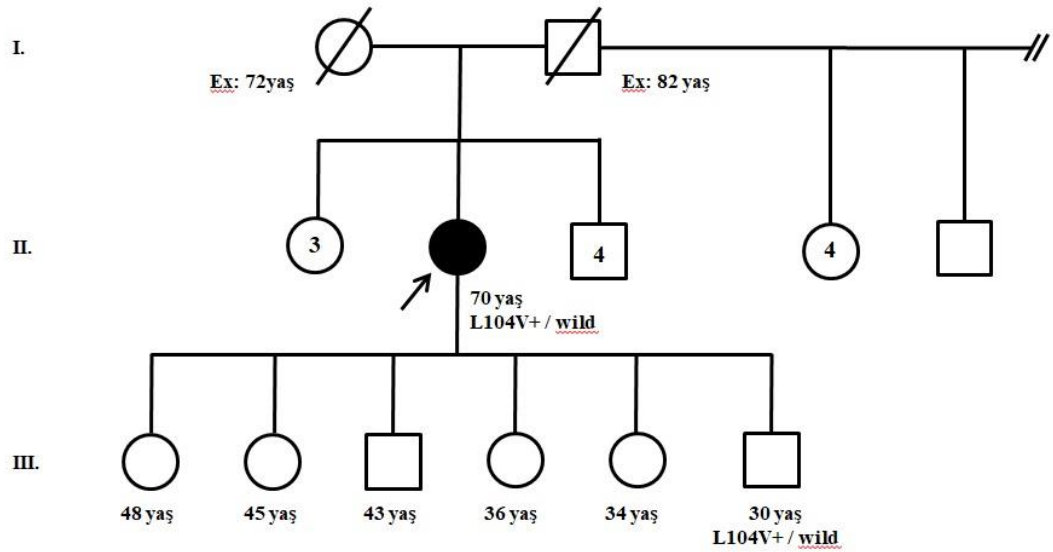 I.
Ex: 72yaş
Ex: 82 yaş
II.
3
4
4
70 yaş
L104V+ / wild
III.
48 yaş
45 yaş
43 yaş
36 yaş
34 yaş
30 yaş
L104V+ / wild